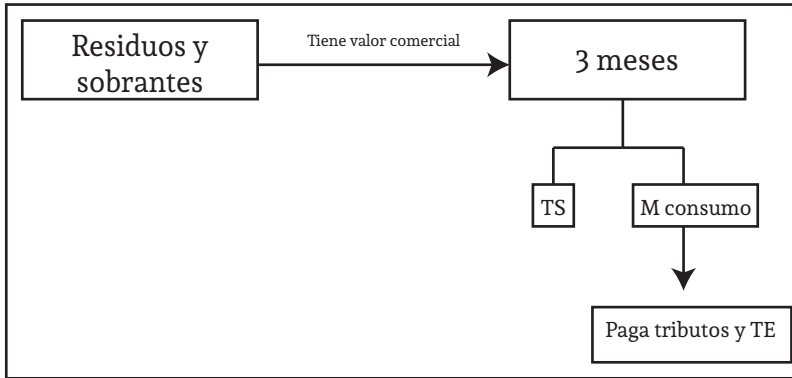 Residuos y
sobrantes
Tiene valor comercial
3 meses
TS
M consumo
Paga tributos y TE